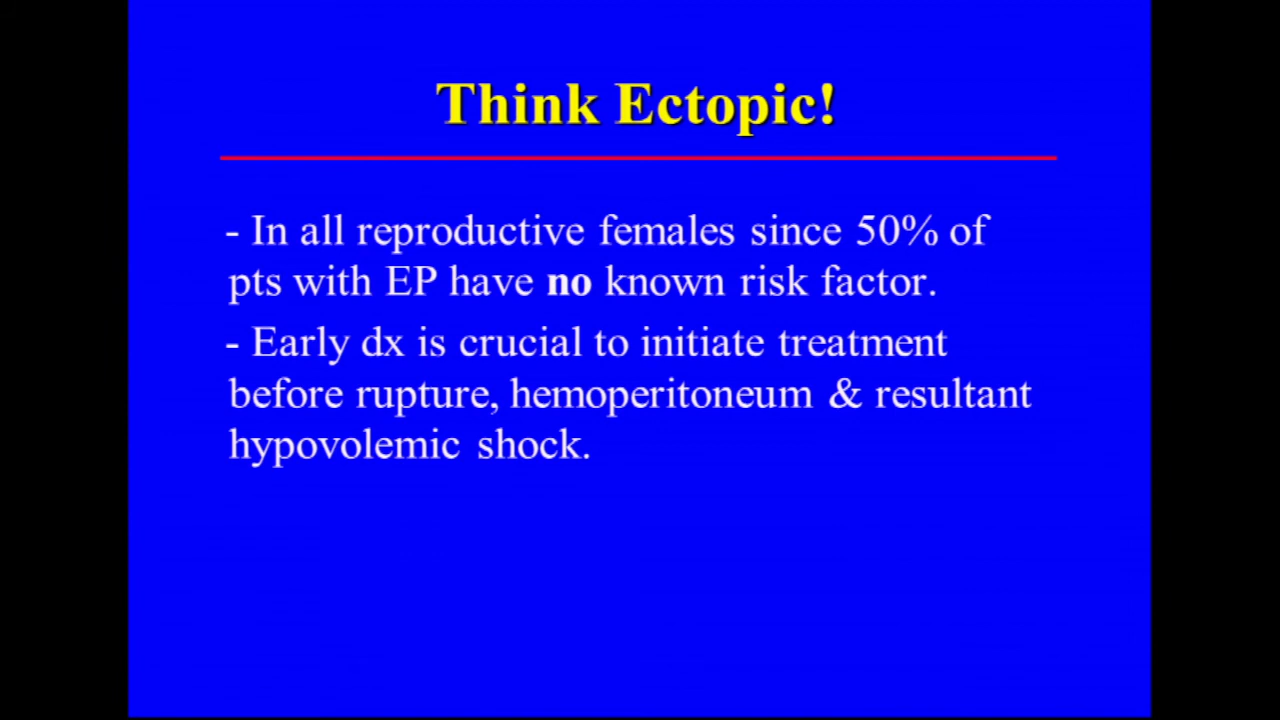 Think Ectopic!
- In all reproductive females since 50% of
pts with EP have no known risk factor.
- Early dx is crucial to initiate treatment
before rupture, hemoperitoneum & resultant
hypovolemic shock.